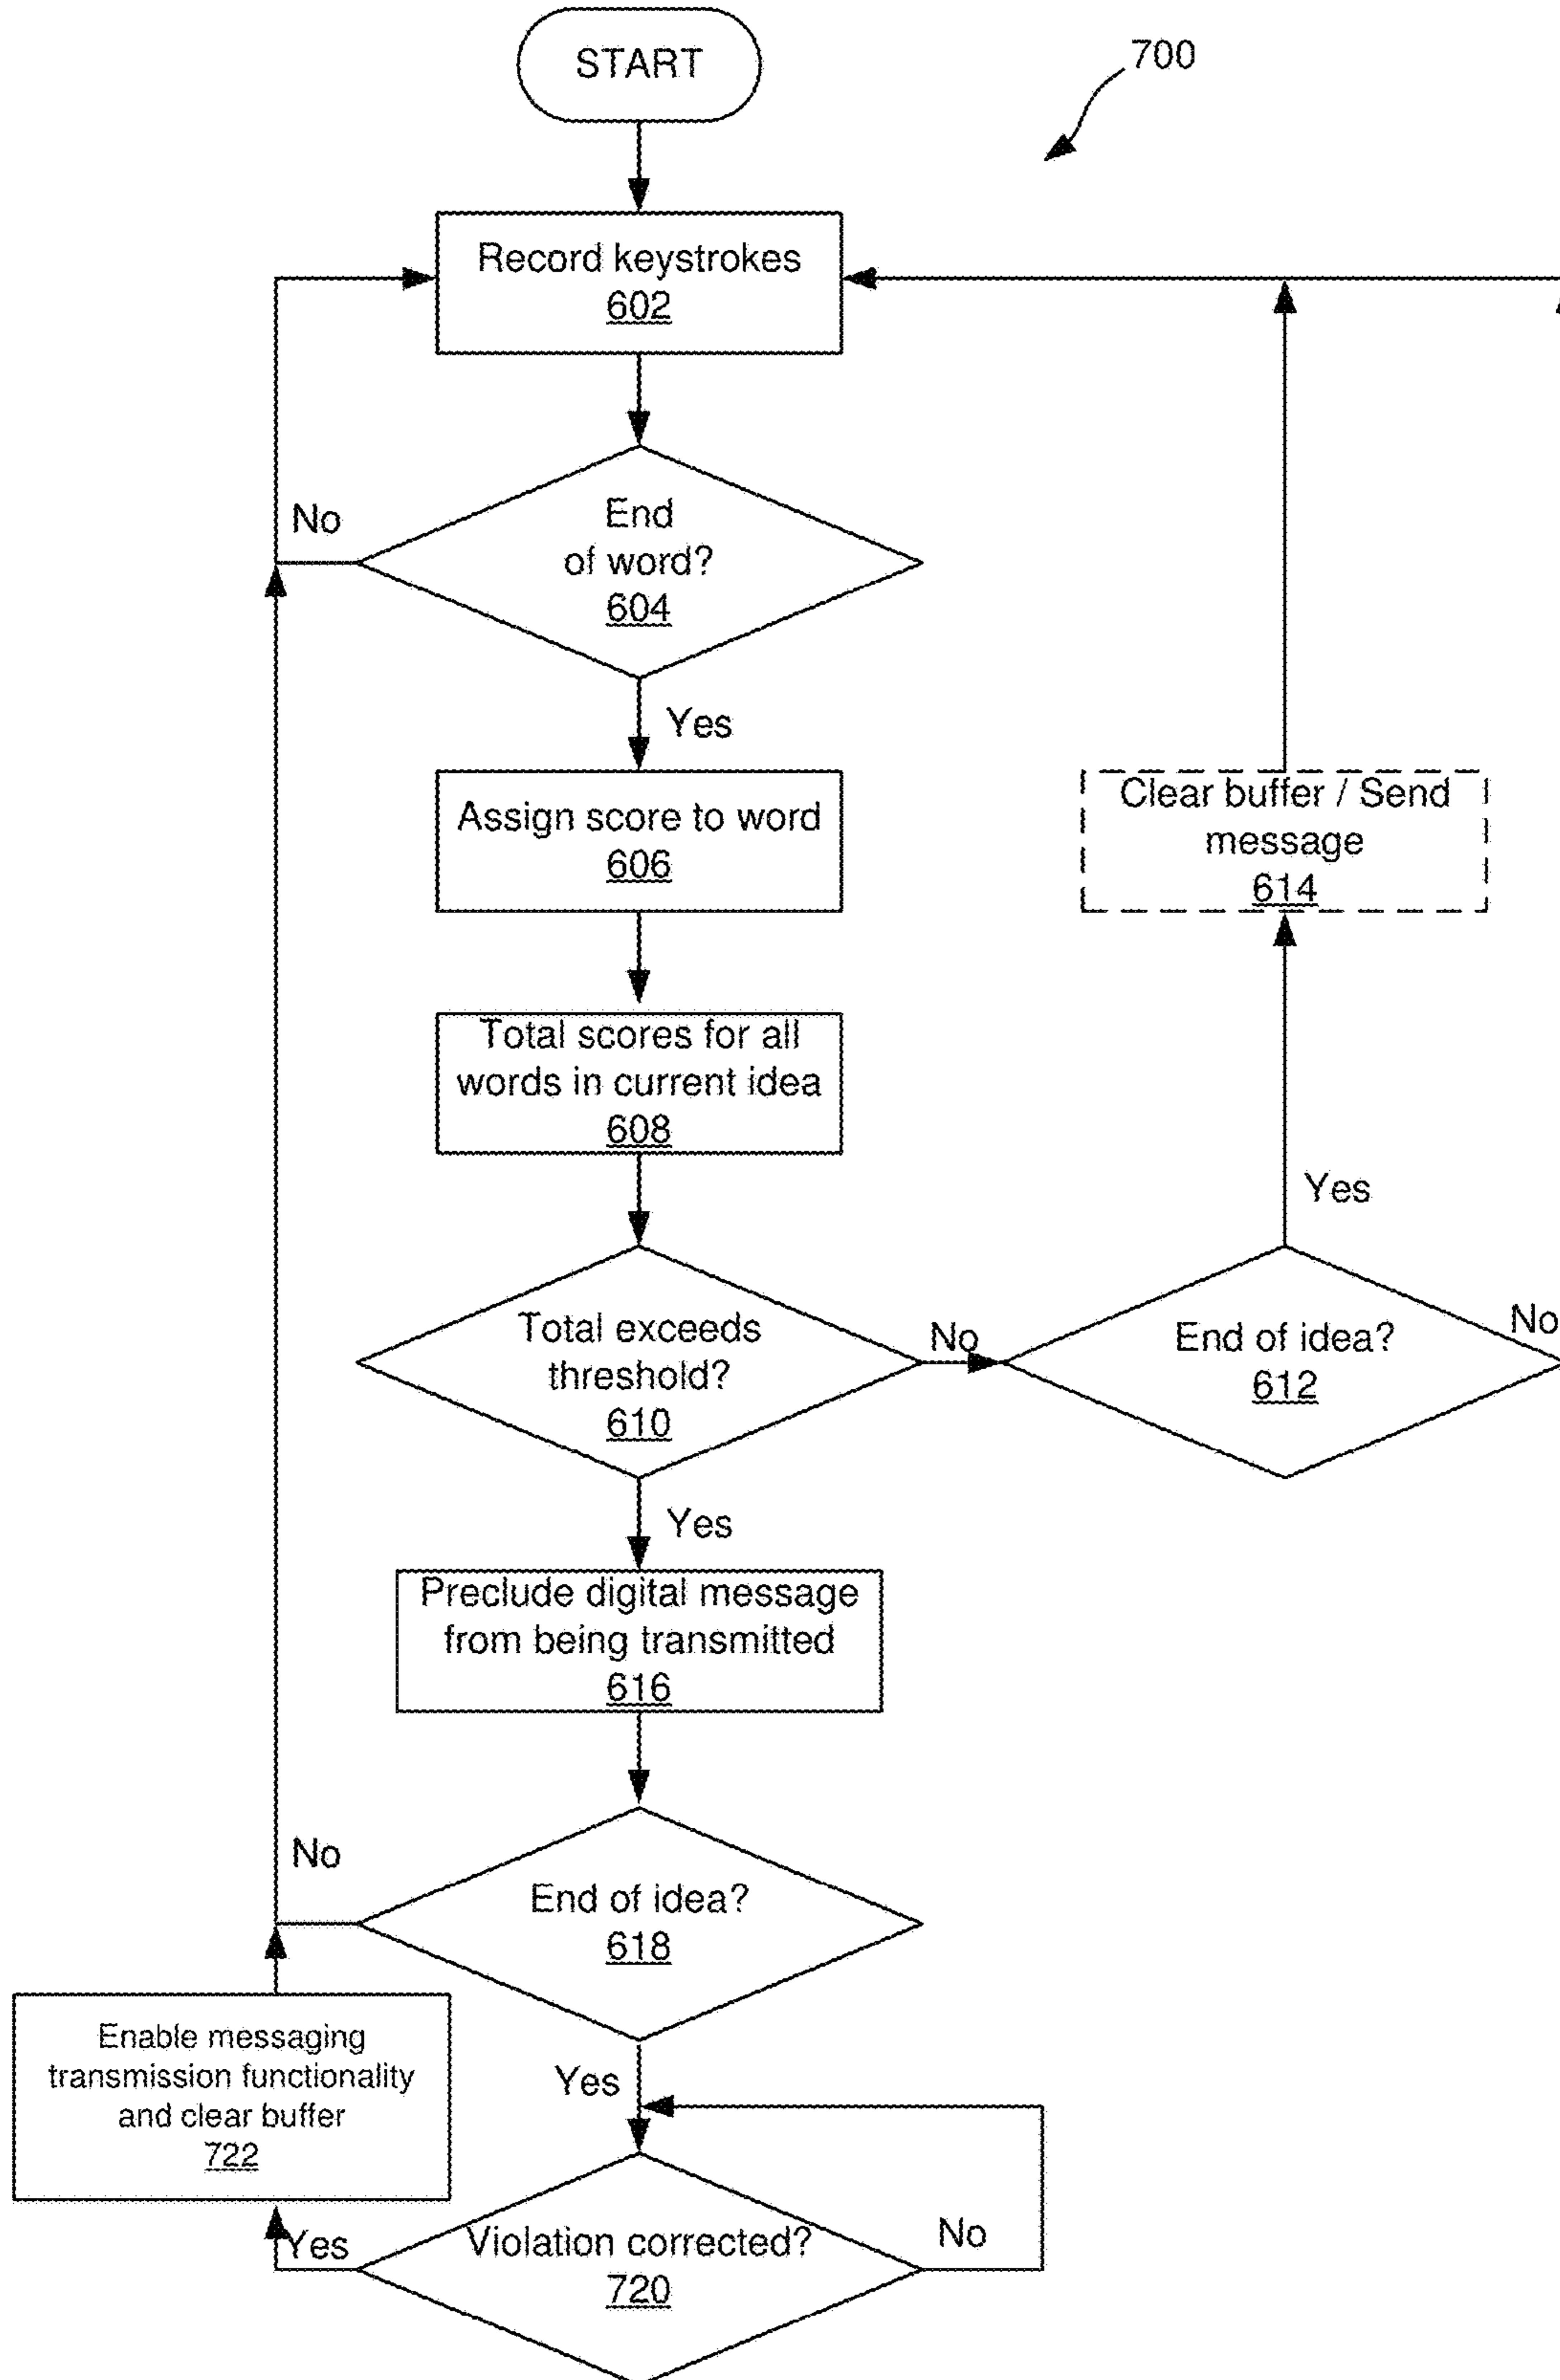 START
700
Record keystrokes
602
No
End
of word?
604
Yes
Assign score to word
606
Clear buffer / Send
message
614
Total scores for all
words in current idea
608
Yes
Total exceeds
threshold?
610
No
End of idea?
612
No
Yes
Preclude digital message
from being transmitted
616
No
End of idea?
618
Enable messaging
transmission functionality
and clear buffer
722
Yes
Yes
Violation corrected?
720
No